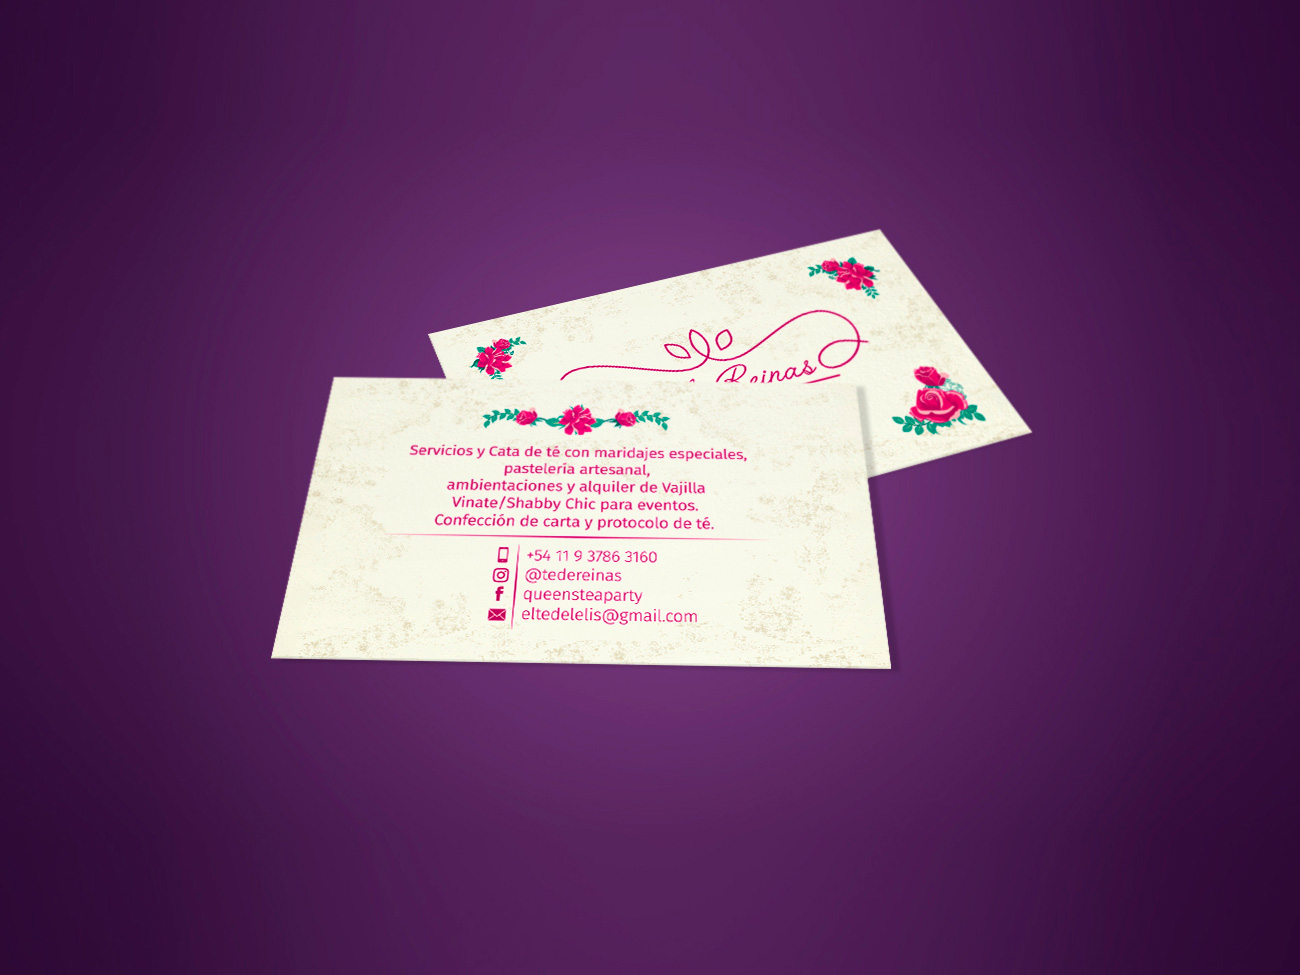 Reinas
Servicios y Cata de té con maridajes especiales,
pastelería artesanal,
ambientaciones y alquiler de Vajilla
Vinate/Shabby Chic para eventos.
Confección de carta y protocolo de té.
+54 11 9 3786 3160
@tedereinas
queensteaparty
eltedelelis@gmail.com